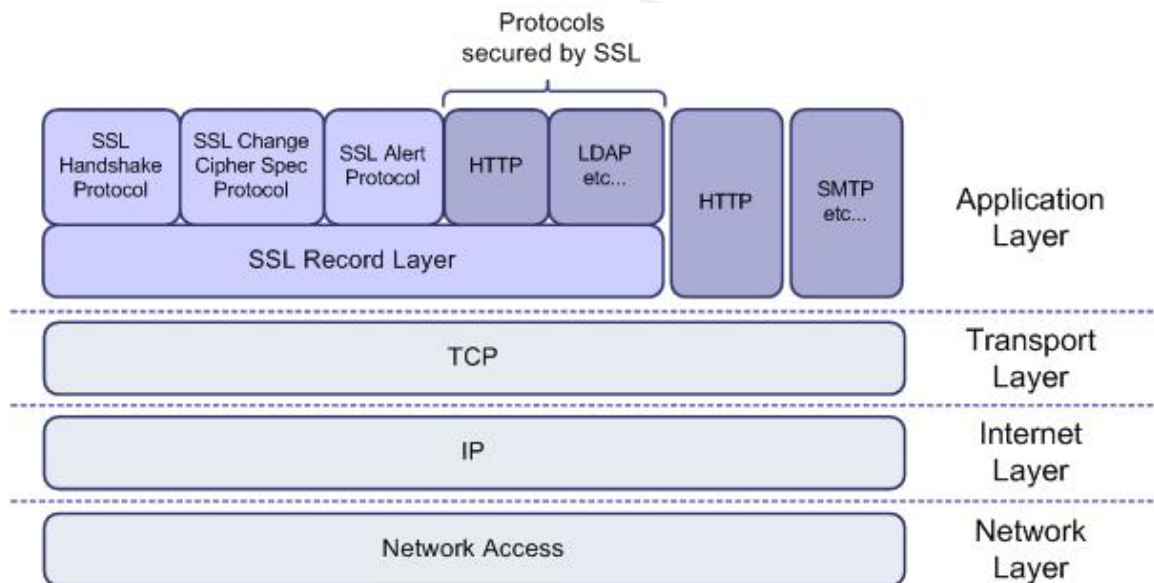 Protocols
secured by SSL
SSL
Handshake
Protocol
SSL Change
Cipher Spec
Protocol
SSL Alert
Protocol
HTTP
LDAP
etc...
HTTP
SMTP
etc...
Application
Layer
SSL Record Layer
TCP
Transport
Layer
IP
Internet
Layer
Network Access
Network
Layer